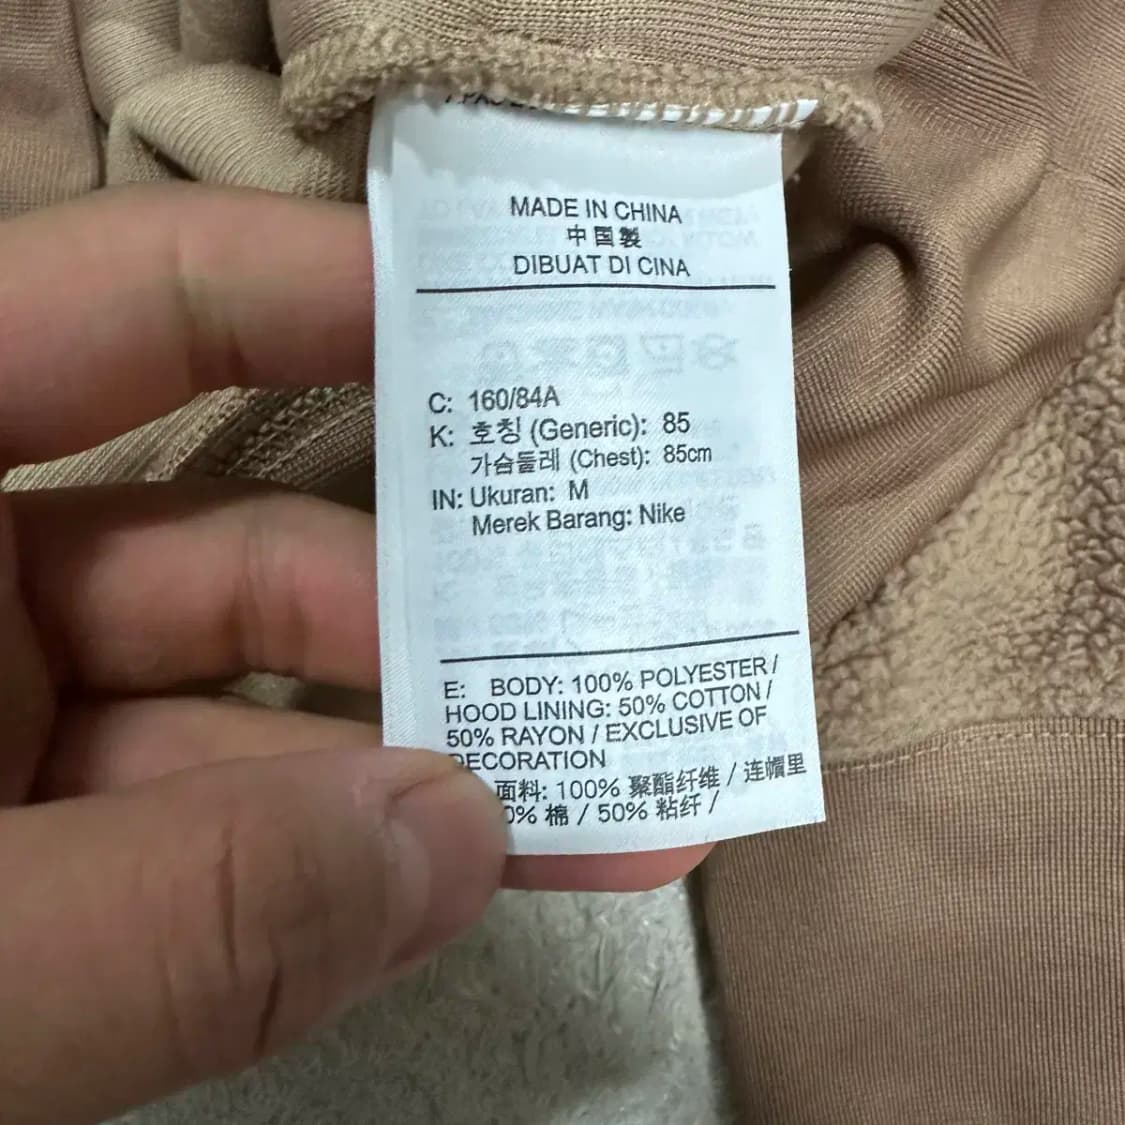 MADE IN CHINA
中国製
DIBUAT DI CINA
C: 160/84A
K: 호칭 (Generic): 85
가슴둘레 (Chest): 85cm
IN: Ukuran: M
Merek Barang: Nike
E: BODY: 100% POLYESTER /
HOOD LINING: 50% COTTON /
50% RAYON / EXCLUSIVE OF
DECORATION
面料: 100% 聚酯纤维 / 连帽里
0% 棉 / 50% 粘纤 /